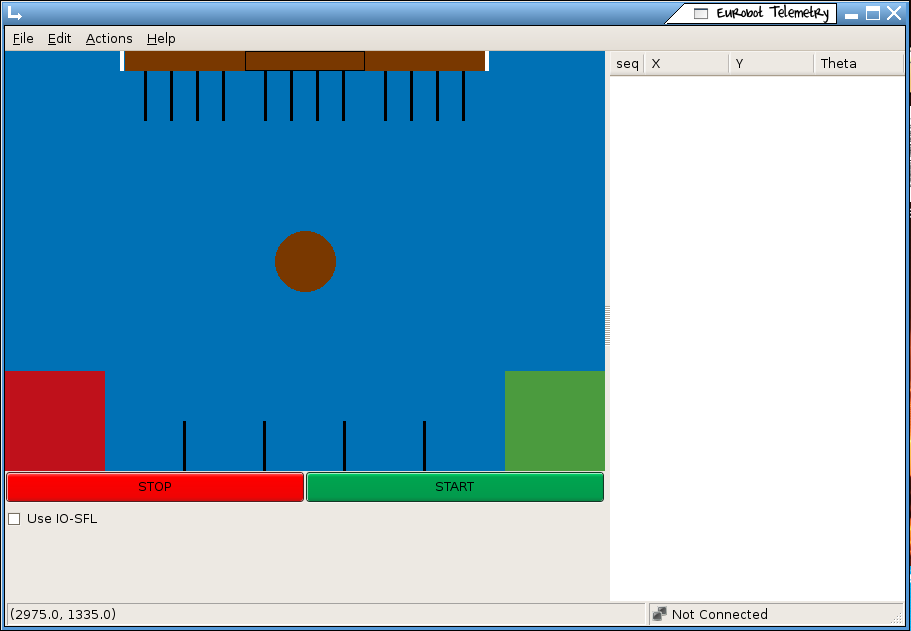 Eurobot Telemetry
File Edit Actions Help
seq X Y Theta
STOP START
Use IO-SFL
(2975.0, 1335.0) Not Connected